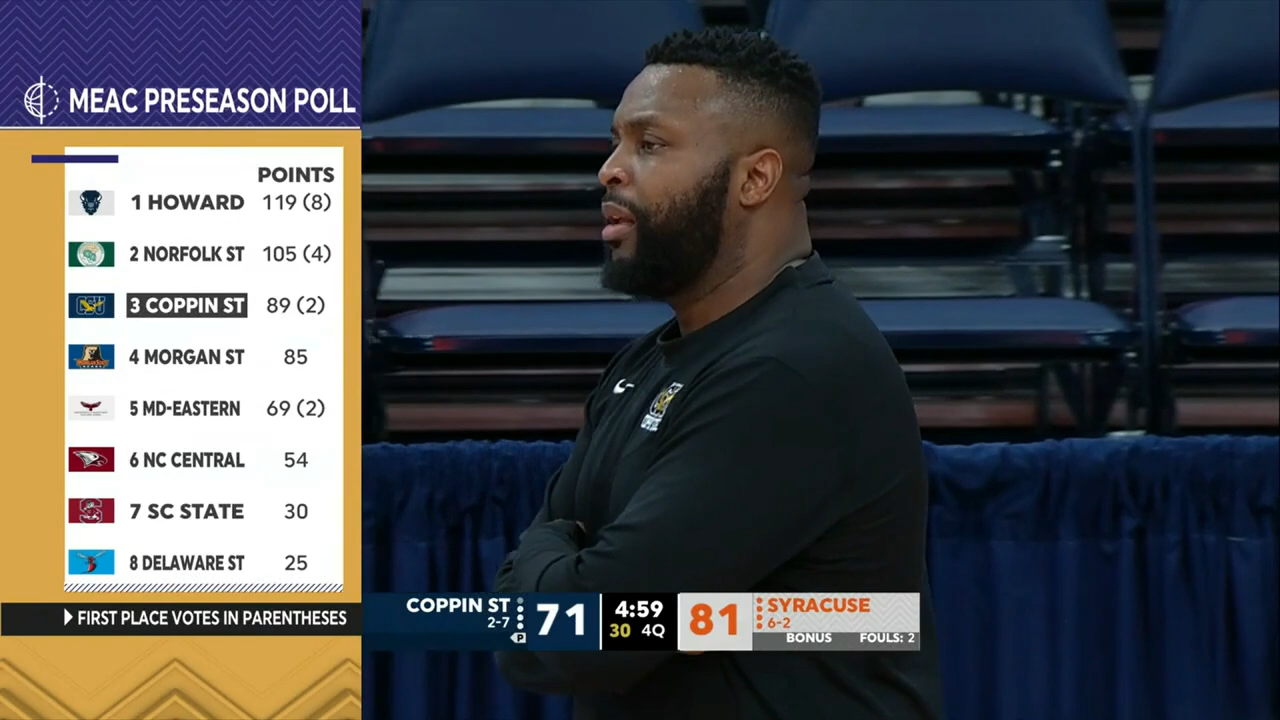 MEAC PRESEASON POLL
POINTS
1 HOWARD 119 (8)
2 NORFOLK ST 105 (4)
3 COPPIN ST 89 (2)
4 MORGAN ST 85
5 MD-EASTERN 69 (2)
6 NC CENTRAL 54
7 SC STATE 30
8 DELAWARE ST 25
FIRST PLACE VOTES IN PARENTHESES
COPPIN ST 71
2-7
P
4:59
30 4Q
81 SYRACUSE
6-2
BONUS FOULS: 2
CSU